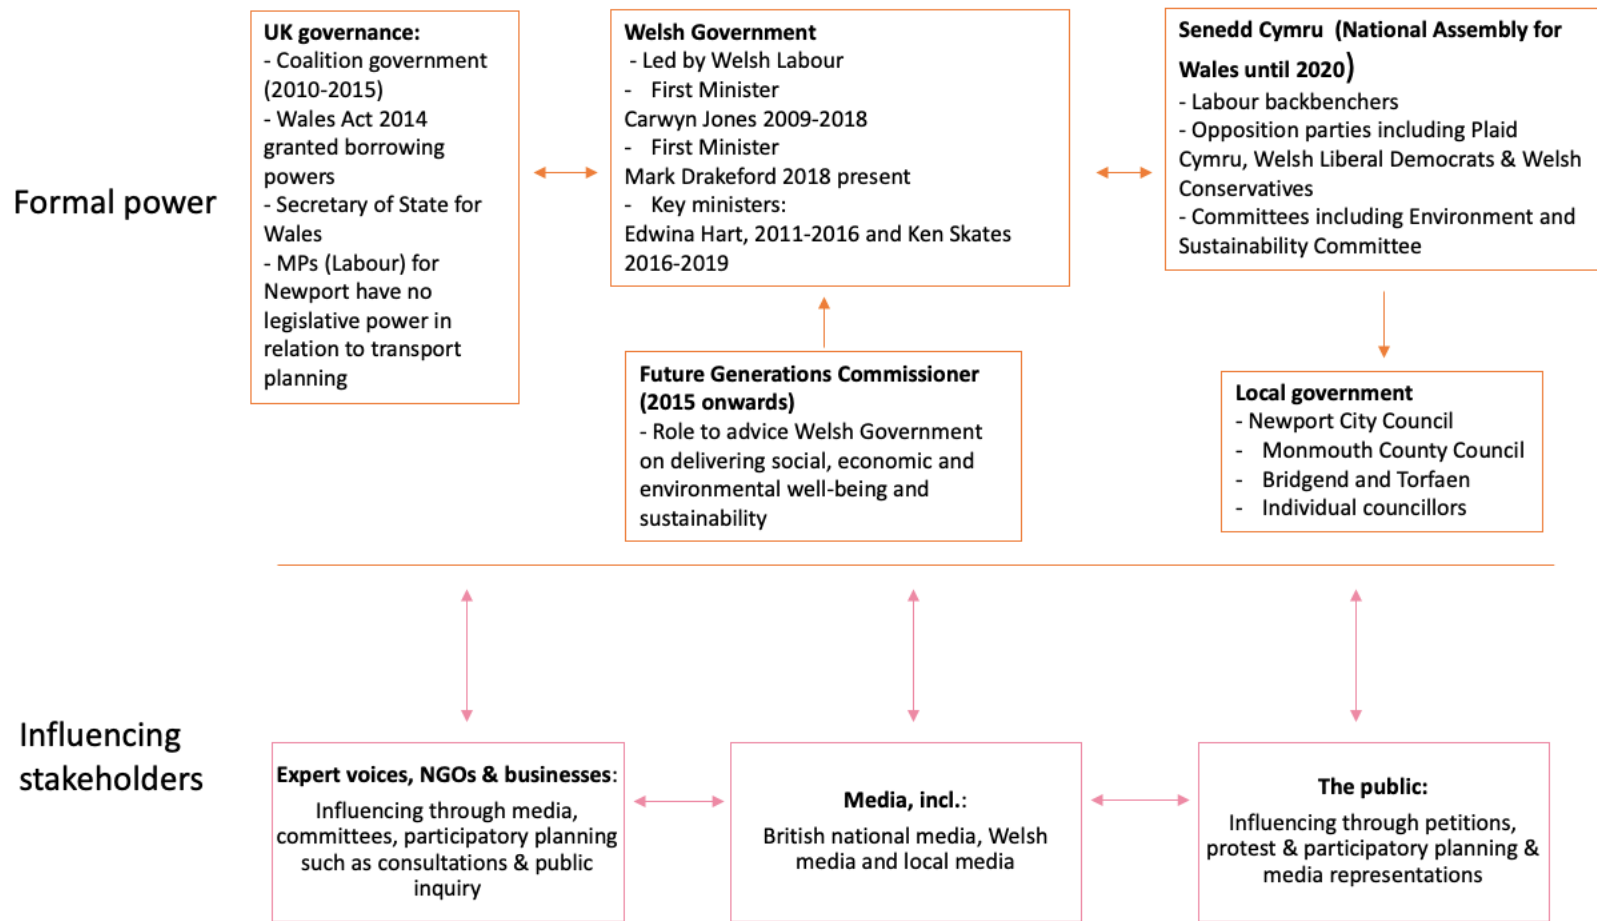 Formal power
UK governance:
- Coalition government
(2010-2015)
- Wales Act 2014
granted borrowing
powers
- Secretary of State for
Wales
- MPs (Labour) for
Newport have no
legislative power in
relation to transport
planning
Welsh Government
- Led by Welsh Labour
- First Minister
Carwyn Jones 2009-2018
- First Minister
Mark Drakeford 2018 present
- Key ministers:
Edwina Hart, 2011-2016 and Ken Skates
2016-2019
Senedd Cymru (National Assembly for
Wales until 2020)
- Labour backbenchers
- Opposition parties including Plaid
Cymru, Welsh Liberal Democrats & Welsh
Conservatives
- Committees including Environment and
Sustainability Committee
Future Generations Commissioner
(2015 onwards)
- Role to advice Welsh Government
on delivering social, economic and
environmental well-being and
sustainability
Local government
- Newport City Council
- Monmouth County Council
- Bridgend and Torfaen
- Individual councillors
Influencing
stakeholders
Expert voices, NGOs & businesses:
Influencing through media,
committees, participatory planning
such as consultations & public
inquiry
Media, incl.:
British national media, Welsh
media and local media
The public:
Influencing through petitions,
protest & participatory planning &
media representations